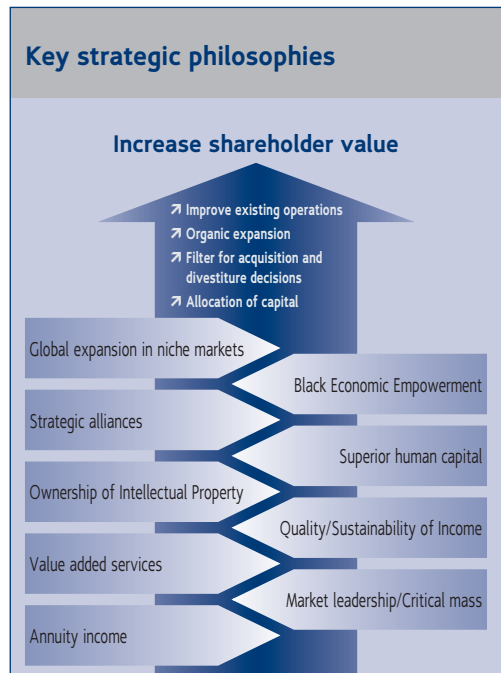 Key strategic philosophies
Increase shareholder value
↗ Improve existing operations
↗ Organic expansion
↗ Filter for acquisition and
divestiture decisions
↗ Allocation of capital
Global expansion in niche markets
Black Economic Empowerment
Strategic alliances
Superior human capital
Ownership of Intellectual Property
Quality/Sustainability of Income
Value added services
Market leadership/Critical mass
Annuity income